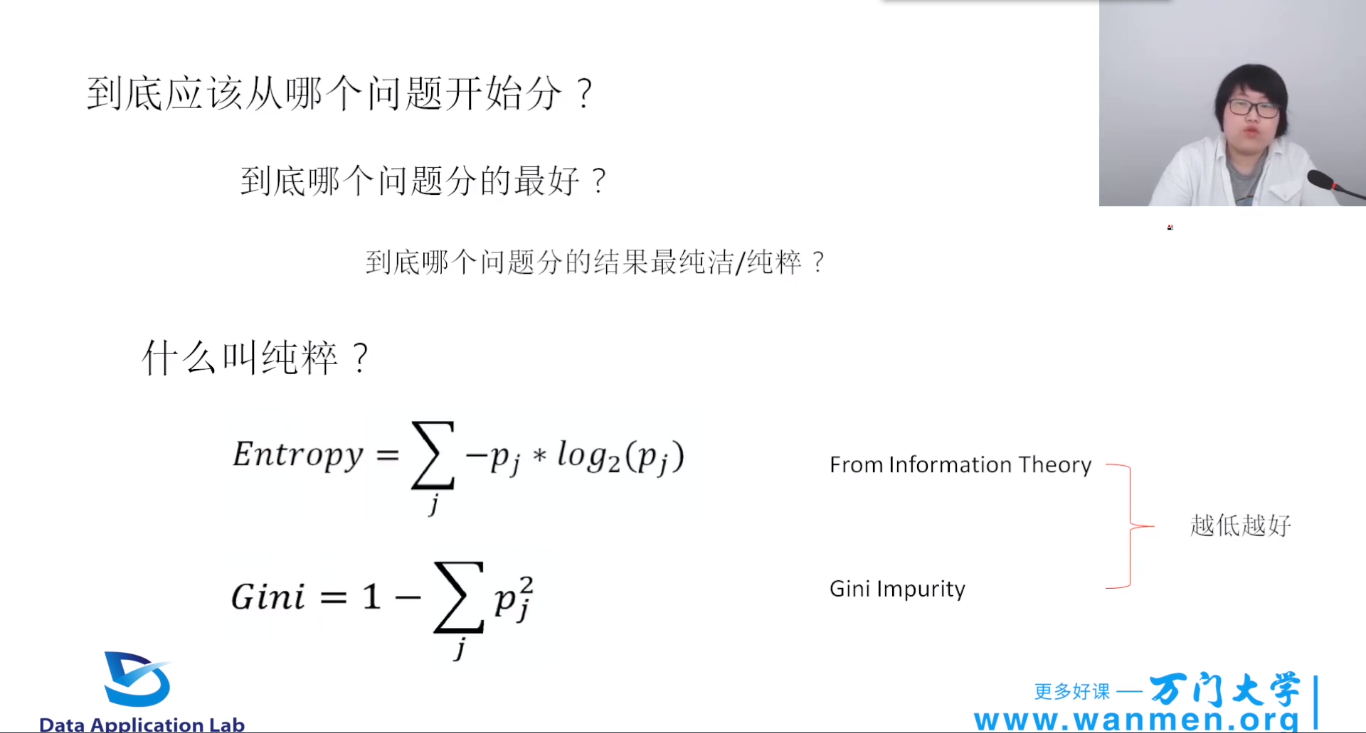 到底应该从哪个问题开始分？
到底哪个问题分的最好？
到底哪个问题分的结果最纯洁/纯粹？
什么叫纯粹？
Entropy = ∑_j −p_j * log_2(p_j)
From Information Theory
越低越好
Gini = 1 − ∑_j p_j^2
Gini Impurity
Data Application Lab
更多好课 — 万门大学
www.wanmen.org